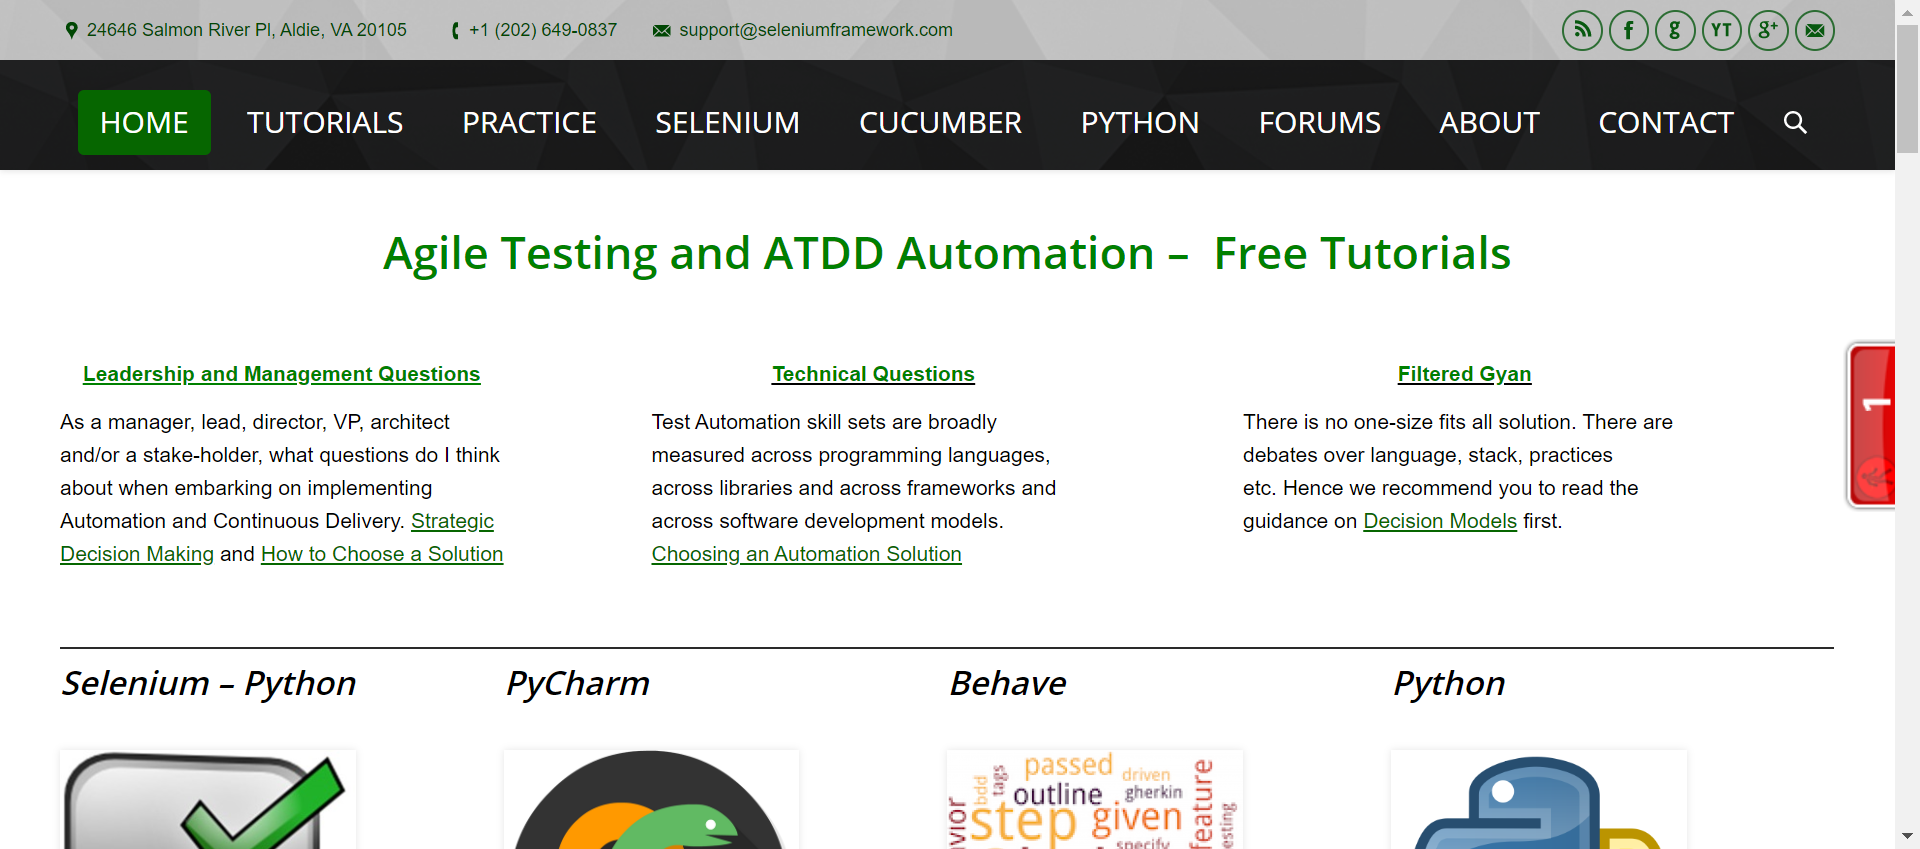 24646 Salmon River Pl, Aldie, VA 20105 +1 (202) 649-0837 support@seleniumframework.com
YT g+
HOME TUTORIALS PRACTICE SELENIUM CUCUMBER PYTHON FORUMS ABOUT CONTACT
Agile Testing and ATDD Automation – Free Tutorials
Leadership and Management Questions
As a manager, lead, director, VP, architect
and/or a stake-holder, what questions do I think
about when embarking on implementing
Automation and Continuous Delivery. Strategic
Decision Making and How to Choose a Solution
Technical Questions
Test Automation skill sets are broadly
measured across programming languages,
across libraries and across frameworks and
across software development models.
Choosing an Automation Solution
Filtered Gyan
There is no one-size fits all solution. There are
debates over language, stack, practices
etc. Hence we recommend you to read the
guidance on Decision Models first.
1
Selenium – Python
PyCharm
Behave
Python
passed
driven
bdd
tags
outline
gherkin
step
given
feature
specify